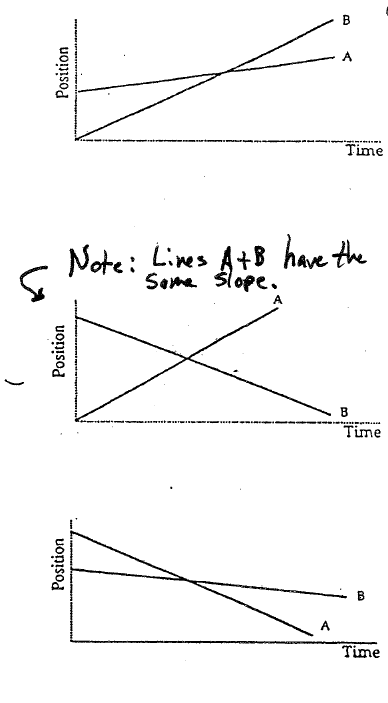 B
A
Position
Time
Note: Lines A+B have the
same slope.
A
Position
B
Time
Position
B
A
Time